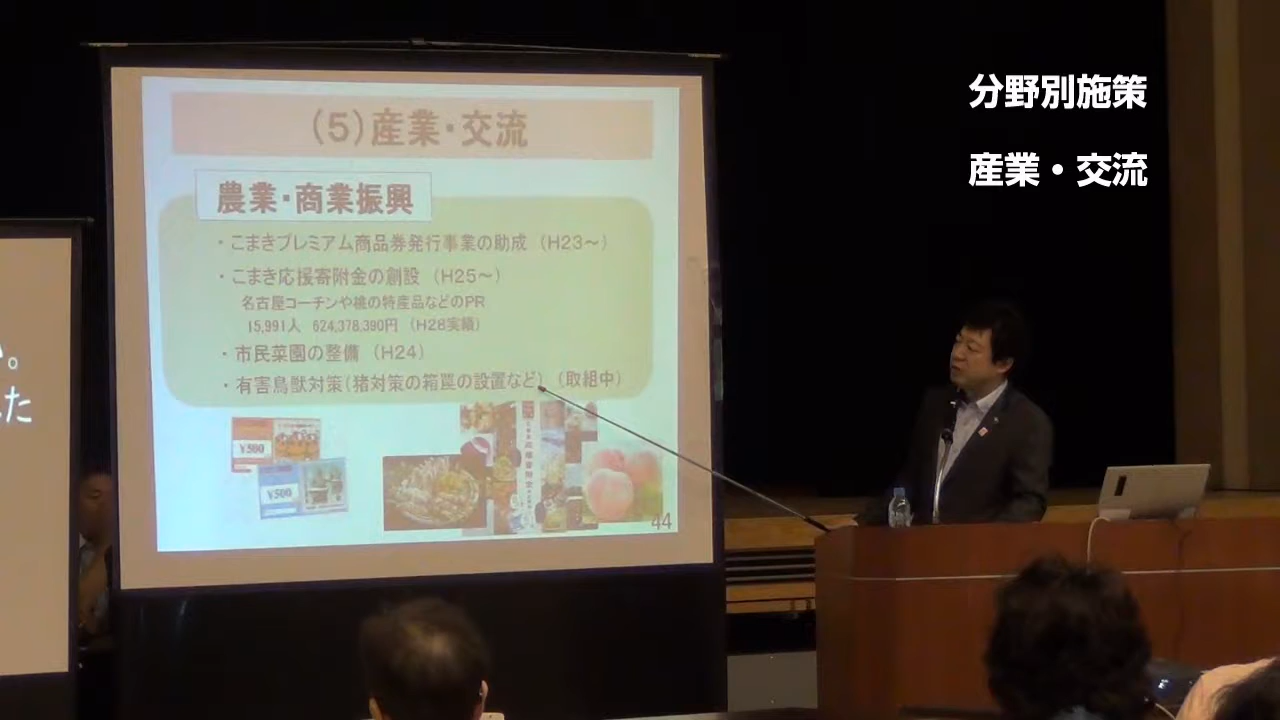 分野別施策
産業・交流
(5)産業・交流
農業・商業振興
・こまきプレミアム商品券発行事業の助成 (H23～)
・こまき応援寄附金の創設 (H25～)
名古屋コーチンや桃の特産品などのPR
15,991人 624,378,390円 (H28実績)
・市民菜園の整備 (H24)
・有害鳥獣対策(猪対策の箱罠の設置など) (取組中)
¥500
¥500
44
。
た